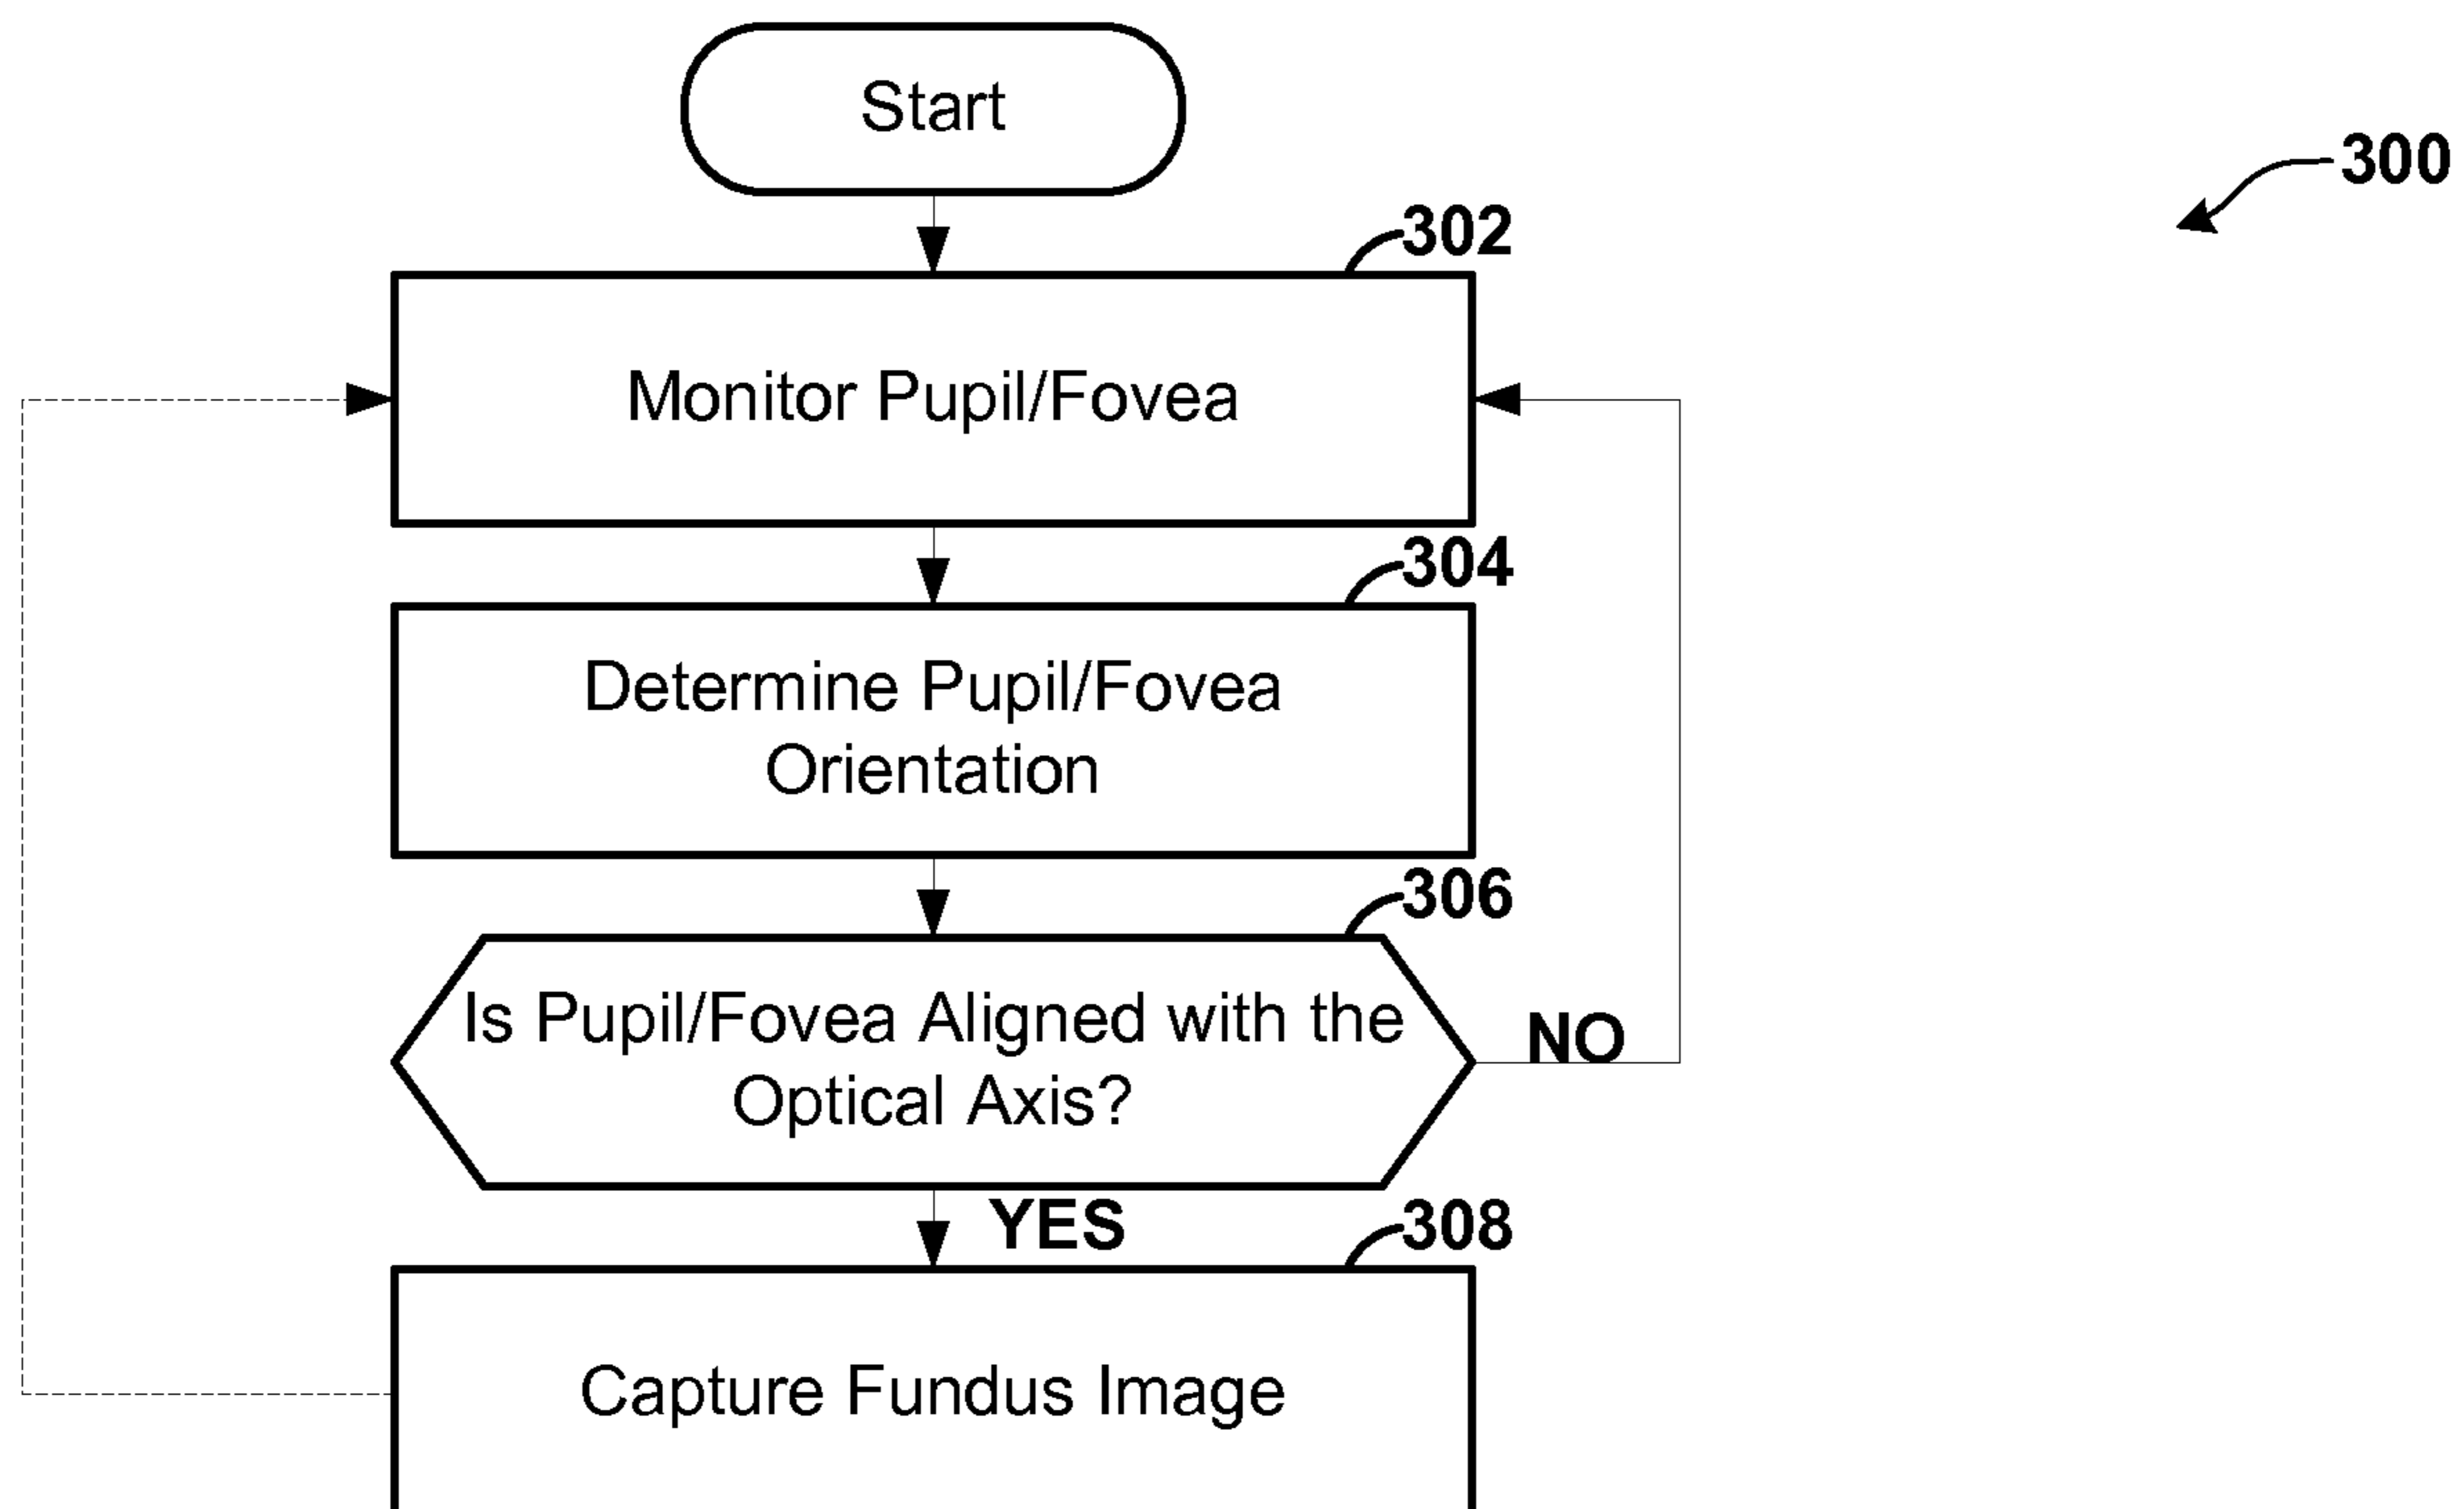 Start
300
302
Monitor Pupil/Fovea
304
Determine Pupil/Fovea
Orientation
306
Is Pupil/Fovea Aligned with the
Optical Axis?
NO
YES
308
Capture Fundus Image